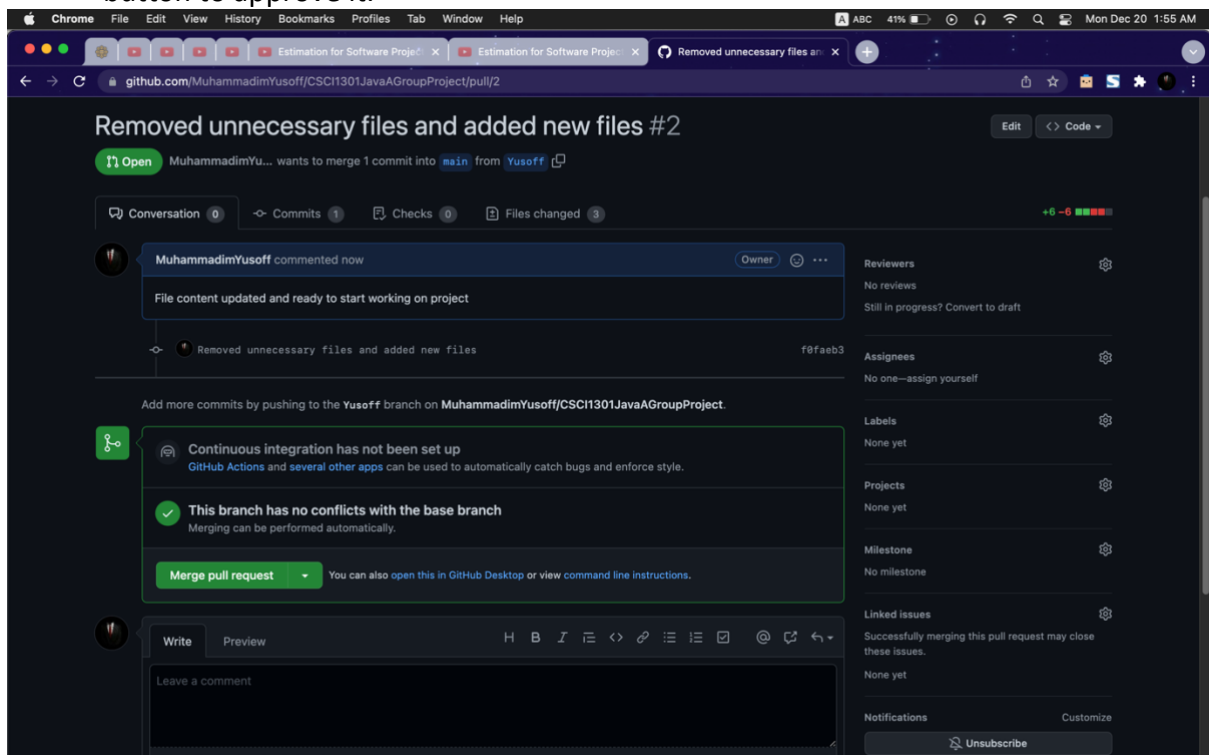 button to approve it.
Chrome File Edit View History Bookmarks Profiles Tab Window Help
A ABC 41% Mon Dec 20 1:55 AM
Estimation for Software Projec
Estimation for Software Projec
Removed unnecessary files an
github.com/MuhammadimYusoff/CSCI1301JavaAGroupProject/pull/2
Removed unnecessary files and added new files #2
Edit
<> Code
Open
MuhammadimYu... wants to merge 1 commit into main from Yusoff
Conversation 0
Commits 1
Checks 0
Files changed 3
+6 −6
MuhammadimYusoff commented now
Owner
File content updated and ready to start working on project
Removed unnecessary files and added new files
f0faeb3
Add more commits by pushing to the Yusoff branch on MuhammadimYusoff/CSCI1301JavaAGroupProject.
Continuous integration has not been set up
GitHub Actions and several other apps can be used to automatically catch bugs and enforce style.
This branch has no conflicts with the base branch
Merging can be performed automatically.
Merge pull request
You can also open this in GitHub Desktop or view command line instructions.
Write
Preview
H B I
Leave a comment
Reviewers
No reviews
Still in progress? Convert to draft
Assignees
No one—assign yourself
Labels
None yet
Projects
None yet
Milestone
No milestone
Linked issues
Successfully merging this pull request may close
these issues.
None yet
Notifications
Customize
Unsubscribe